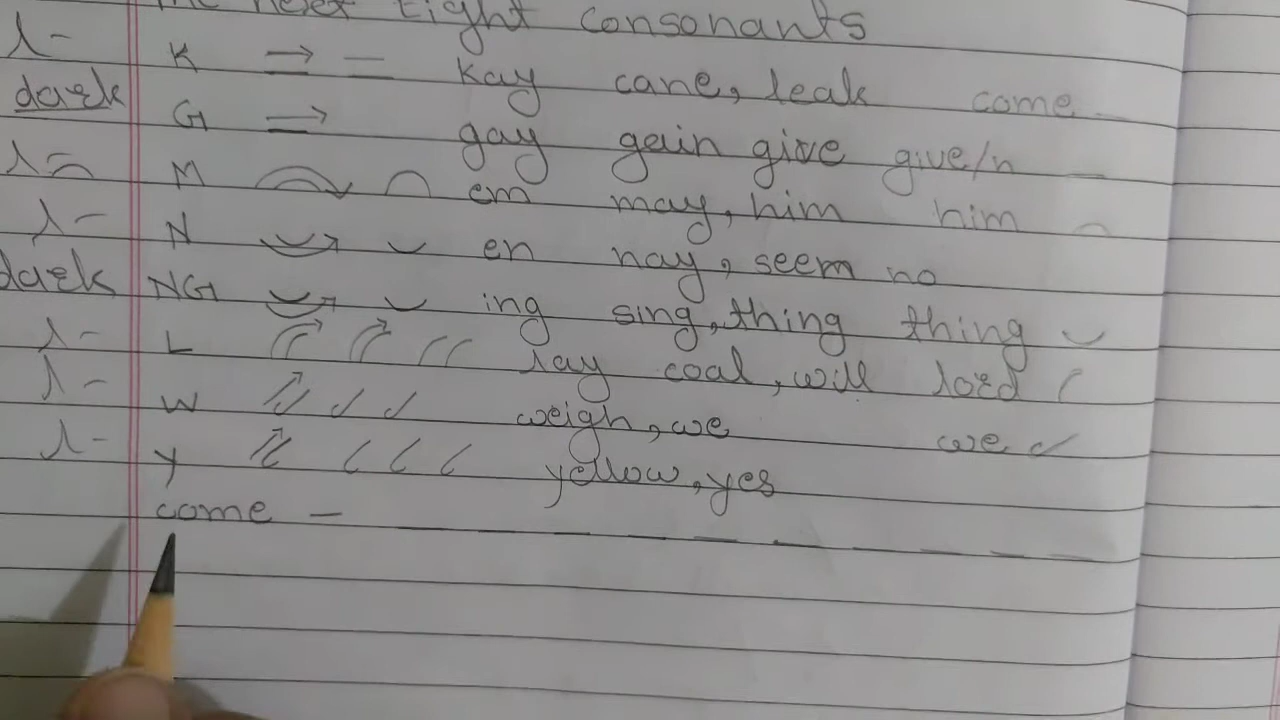 The next Eight consonants
λ- K kay cane, leak come
dark G gay gain give give/n
λ- M em may, him him
λ- N en nay, seem no
dark NG ing sing, thing thing
λ- L lay coal, will lord
λ- W weigh, we we
λ- Y yellow, yes
come -